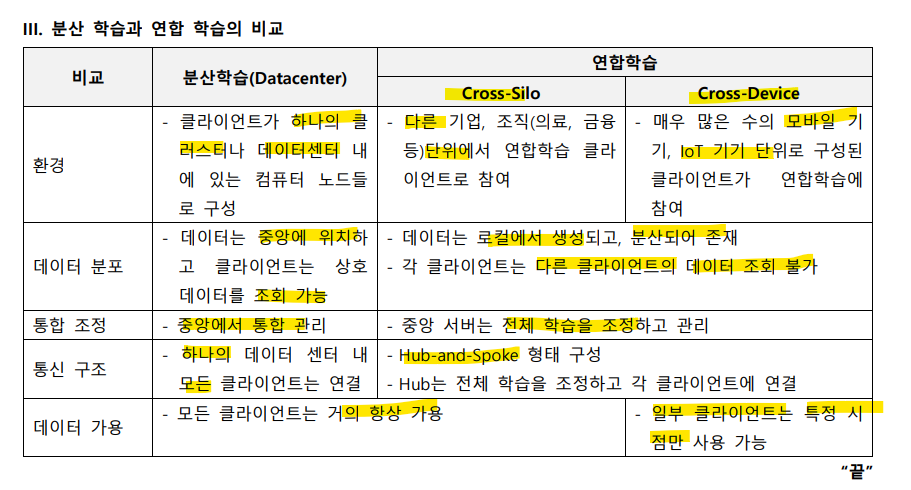 III. 분산 학습과 연합 학습의 비교
비교
분산학습(Datacenter)
연합학습
Cross-Silo
Cross-Device
환경
- 클라이언트가 하나의 클
러스터나 데이터센터 내
에 있는 컴퓨터 노드들
로 구성
- 다른 기업, 조직(의료, 금융
등)단위에서 연합학습 클라
이언트로 참여
- 매우 많은 수의 모바일 기
기, IoT 기기 단위로 구성된
클라이언트가 연합학습에
참여
데이터 분포
- 데이터는 중앙에 위치하
고 클라이언트는 상호
데이터를 조회 가능
- 데이터는 로컬에서 생성되고, 분산되어 존재
- 각 클라이언트는 다른 클라이언트의 데이터 조회 불가
통합 조정
- 중앙에서 통합 관리
- 중앙 서버는 전체 학습을 조정하고 관리
통신 구조
- 하나의 데이터 센터 내
모든 클라이언트는 연결
- Hub-and-Spoke 형태 구성
- Hub는 전체 학습을 조정하고 각 클라이언트에 연결
데이터 가용
- 모든 클라이언트는 거의 항상 가용
- 일부 클라이언트는 특정 시
점만 사용 가능
“끝”